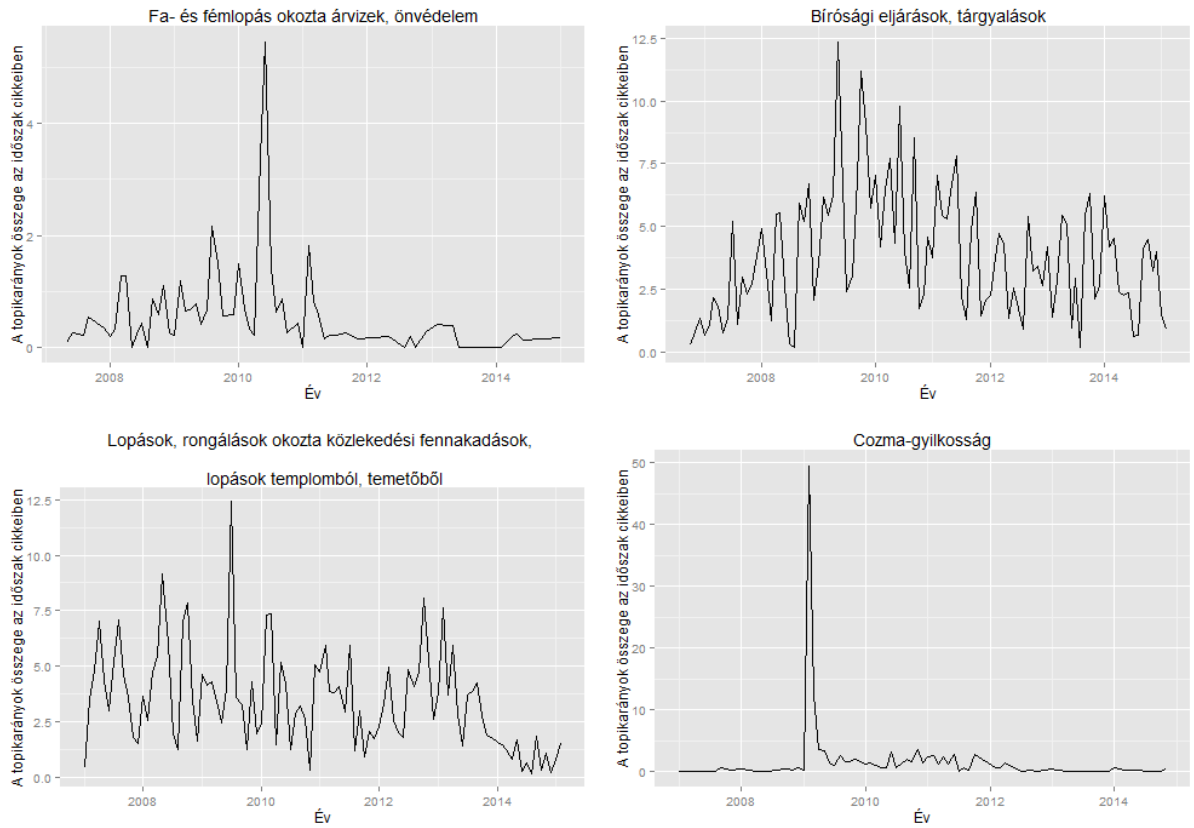 Fa- és fémlopás okozta árvizek, önvédelem
A topikarányok összege az időszak cikkeiben
4
2
0
2008
2010
2012
2014
Év
Bírósági eljárások, tárgyalások
A topikarányok összege az időszak cikkeiben
12.5
10.0
7.5
5.0
2.5
0.0
2008
2010
2012
2014
Év
Lopások, rongálások okozta közlekedési fennakadások,
lopások templomból, temetõbõl
A topikarányok összege az időszak cikkeiben
12.5
10.0
7.5
5.0
2.5
0.0
2008
2010
2012
2014
Év
Cozma-gyilkosság
A topikarányok összege az időszak cikkeiben
50
40
30
20
10
0
2008
2010
2012
2014
Év